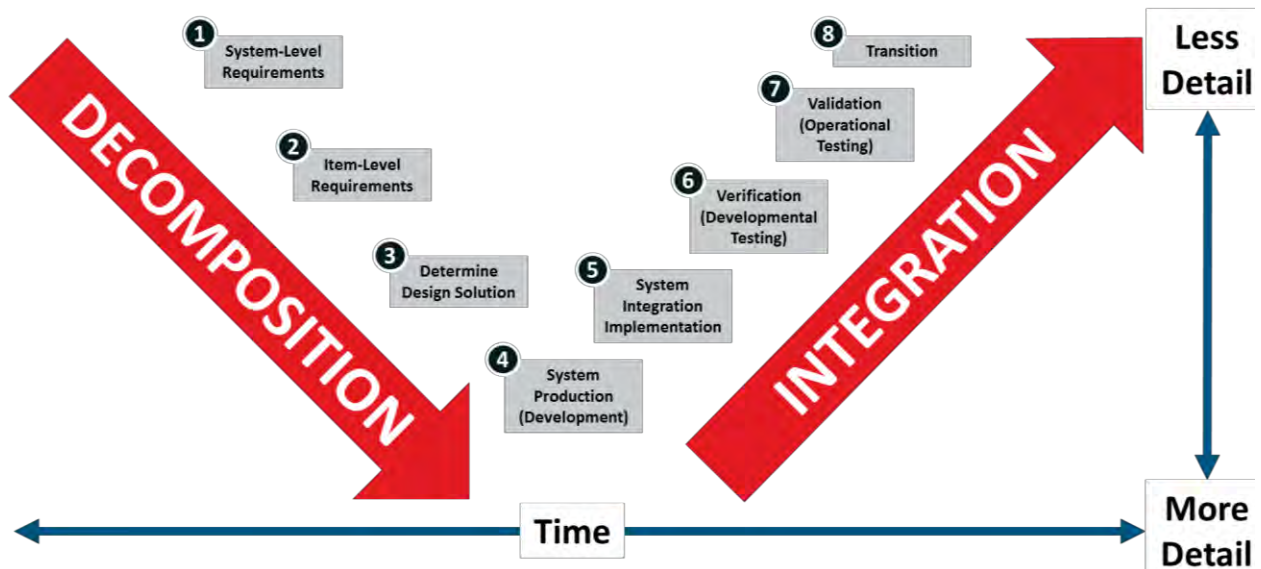 1
System-Level
Requirements
2
Item-Level
Requirements
3
Determine
Design Solution
4
System
Production
(Development)
5
System
Integration
Implementation
6
Verification
(Developmental
Testing)
7
Validation
(Operational
Testing)
8
Transition
DECOMPOSITION
INTEGRATION
Less
Detail
More
Detail
Time